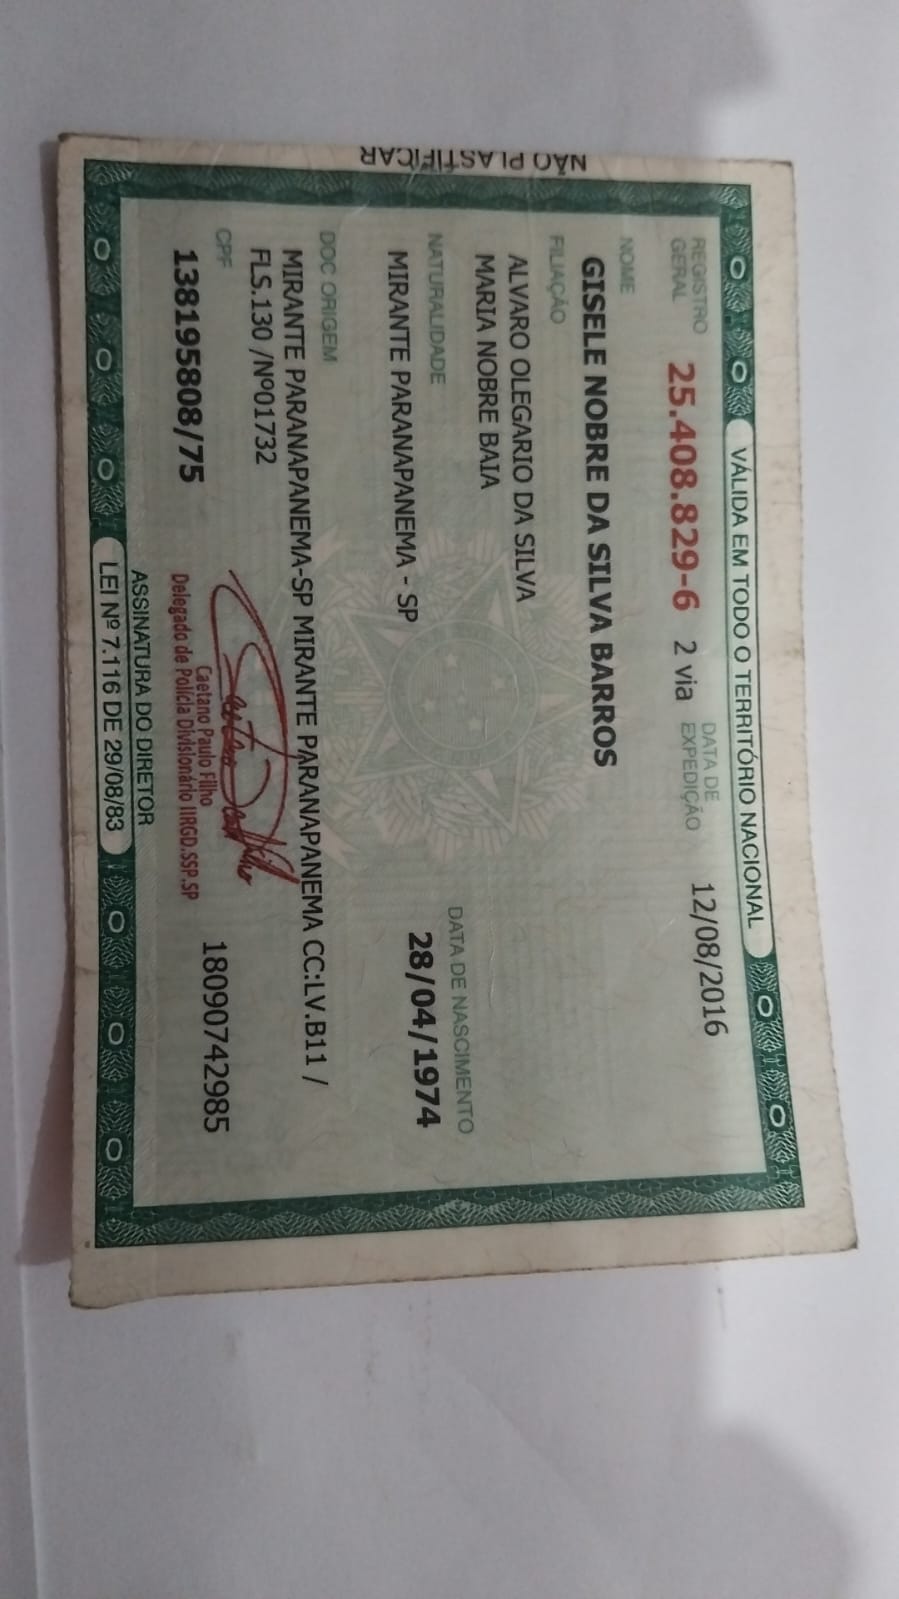 NÃO PLASTIFICAR
VÁLIDA EM TODO O TERRITÓRIO NACIONAL
REGISTRO GERAL 25.408.829-6 2 via DATA DE EXPEDIÇÃO 12/08/2016
NOME
GISELE NOBRE DA SILVA BARROS
FILIAÇÃO
ALVARO OLEGARIO DA SILVA
MARIA NOBRE BAIA
NATURALIDADE DATA DE NASCIMENTO
MIRANTE PARANAPANEMA - SP 28/04/1974
DOC ORIGEM
MIRANTE PARANAPANEMA-SP MIRANTE PARANAPANEMA CC:LV.B11 /
FLS.130 /Nº01732
CPF
138195808/75 18090742985
Caetano Paulo Filho
Delegado de Polícia Divisionário IIRGD.SSP.SP
ASSINATURA DO DIRETOR
LEI Nº 7.116 DE 29/08/83